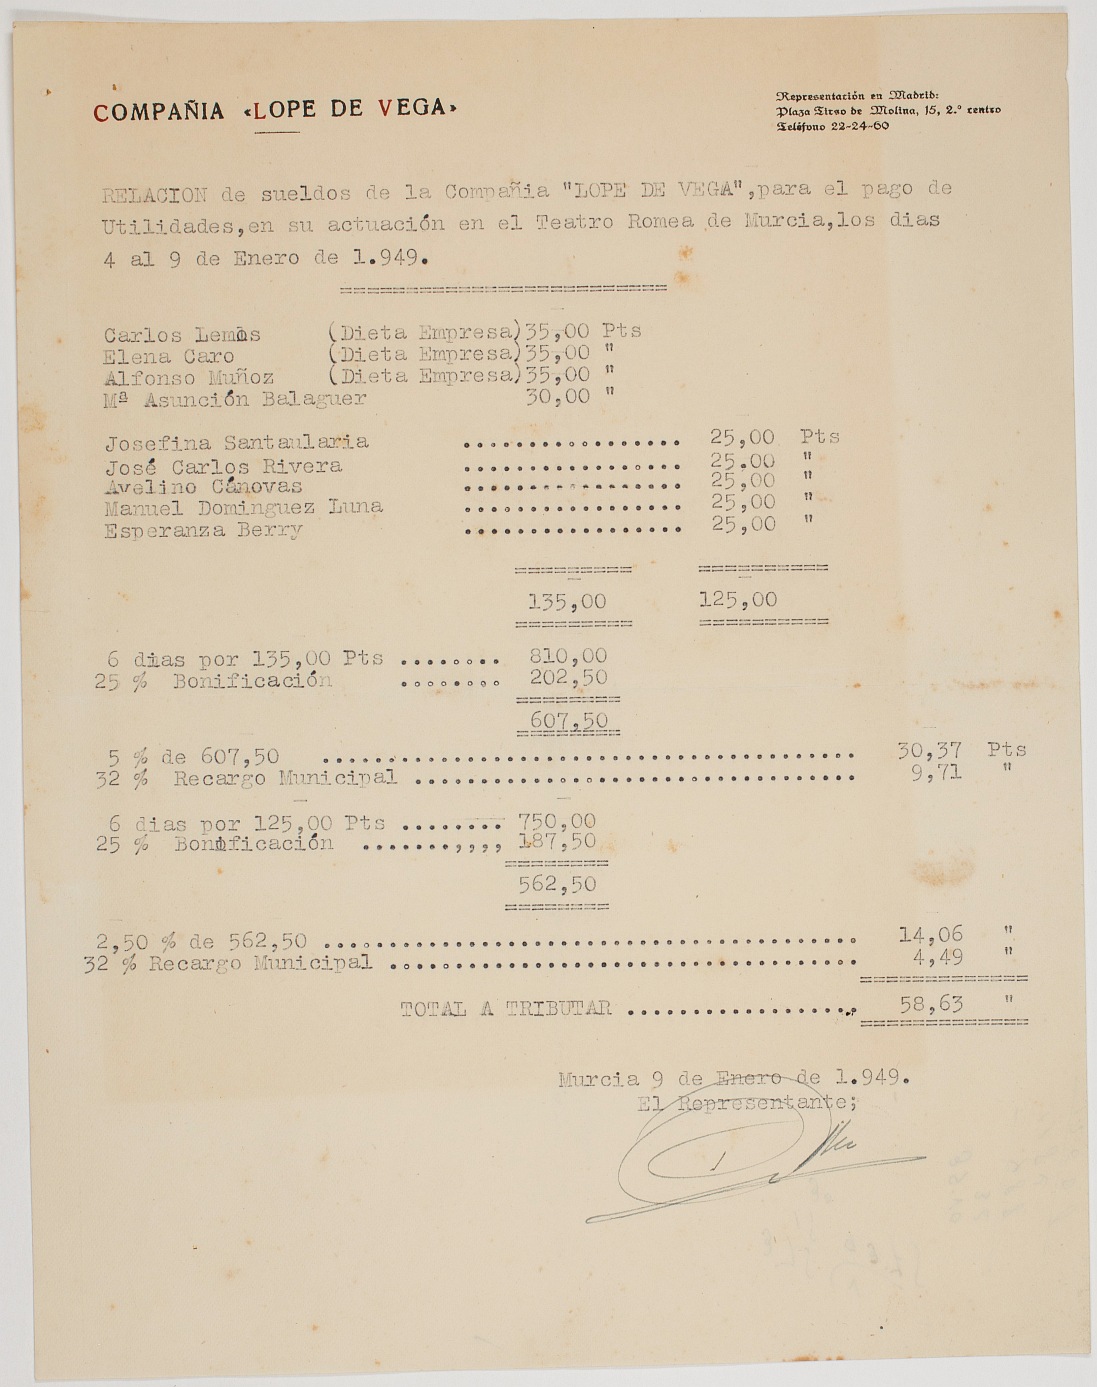 COMPAÑIA «LOPE DE VEGA»
Representación en Madrid:
Plaza Tirso de Molina, 15, 2.º centro
Teléfono 22-24-60
RELACION de sueldos de la Compañia "LOPE DE VEGA",para el pago de
Utilidades,en su actuación en el Teatro Romea de Murcia,los dias
4 al 9 de Enero de 1.949.
=========================
Carlos Lemos (Dieta Empresa)35,00 Pts
Elena Caro (Dieta Empresa)35,00 "
Alfonso Muñoz (Dieta Empresa)35,00 "
Mª Asunción Balaguer 30,00 "
Josefina Santaularia ................. 25,00 Pts
José Carlos Rivera ................. 25.00 "
Avelino Cánovas ................. 25,00 "
Manuel Dominguez Luna ................. 25,00 "
Esperanza Berry ................. 25,00 "
========= ==========
135,00 125,00
========= ==========
6 dias por 135,00 Pts ........ 810,00
25 % Bonificación ........ 202,50
========
607,50
========
5 % de 607,50 ......................................... 30,37 Pts
32 % Recargo Municipal .................................. 9,71 "
6 dias por 125,00 Pts ........ 750,00
25 % Bonificación .......,,,, 187,50
========
562,50
========
2,50 % de 562,50 ......................................... 14,06 "
32 % Recargo Municipal .................................... 4,49 "
=============
TOTAL A TRIBUTAR .................. 58,63 "
=============
Murcia 9 de Enero de 1.949.
El Representante;